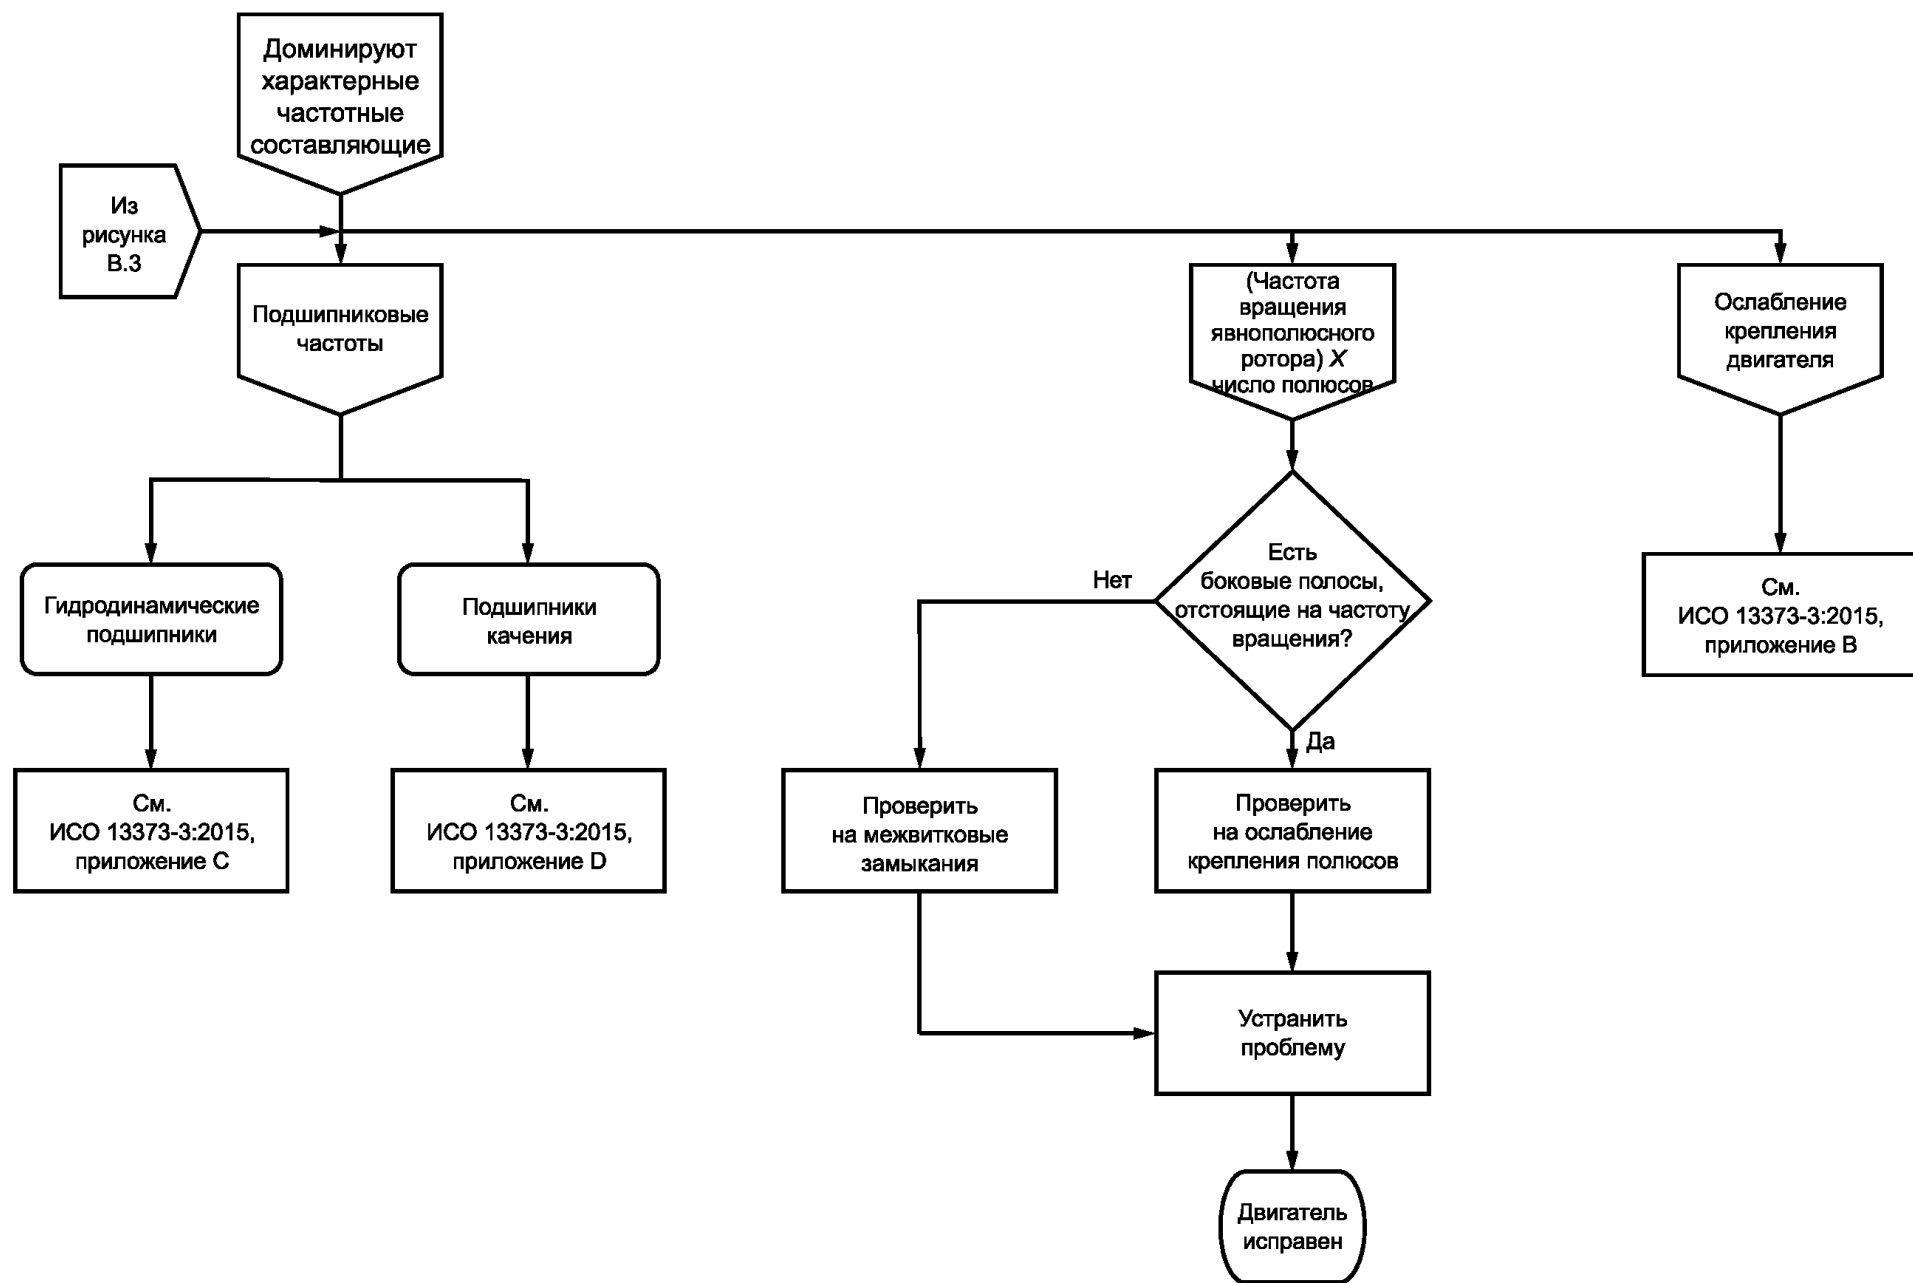 Доминируют
характерные
частотные
составляющие
Из
рисунка
В.3
Подшипниковые
частоты
(Частота
вращения
явнополюсного
ротора) X
число полюсов
Ослабление
крепления
двигателя
Гидродинамические
подшипники
Подшипники
качения
Нет
Есть
боковые полосы,
отстоящие на частоту
вращения?
Да
См.
ИСО 13373-3:2015,
приложение В
См.
ИСО 13373-3:2015,
приложение С
См.
ИСО 13373-3:2015,
приложение D
Проверить
на межвитковые
замыкания
Проверить
на ослабление
крепления полюсов
Устранить
проблему
Двигатель
исправен